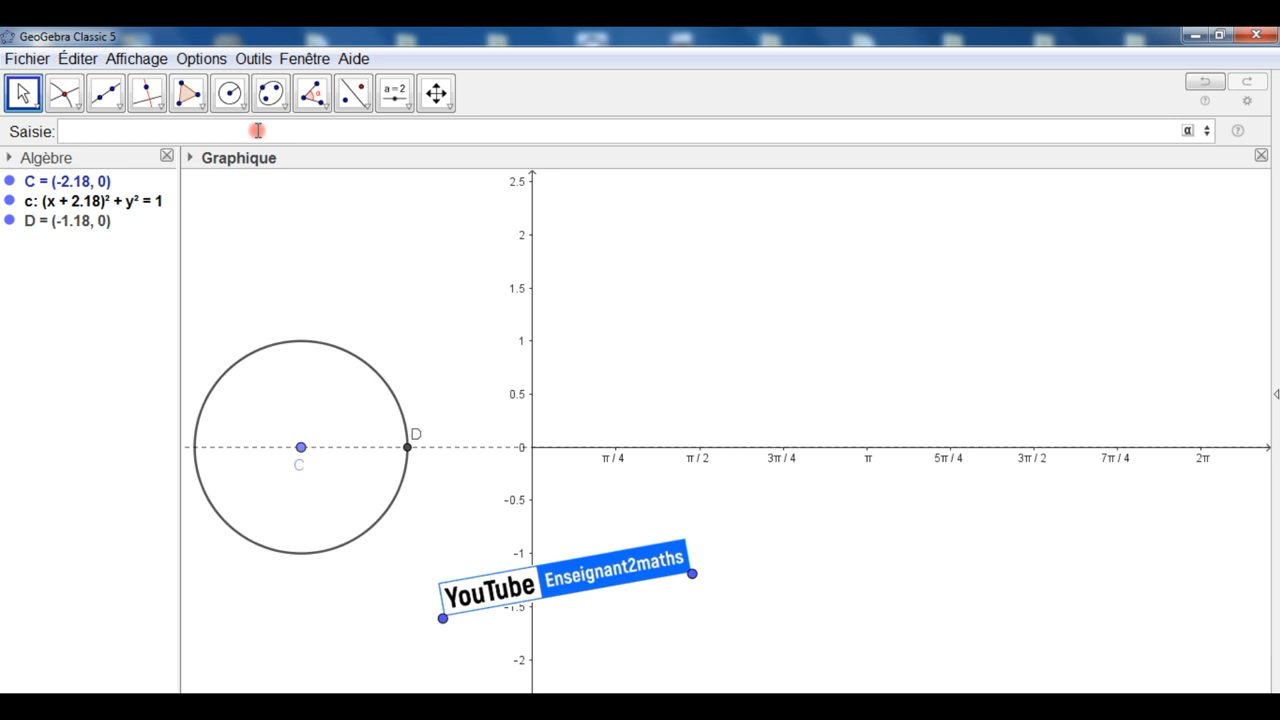 GeoGebra Classic 5
Fichier Éditer Affichage Options Outils Fenêtre Aide
a=2
Saisie:
α
Algèbre
Graphique
C = (-2.18, 0)
c: (x + 2.18)² + y² = 1
D = (-1.18, 0)
2.5
2
1.5
1
0.5
0
-0.5
-1
-1.5
-2
π / 4
π / 2
3π / 4
π
5π / 4
3π / 2
7π / 4
2π
D
C
YouTube Enseignant2maths